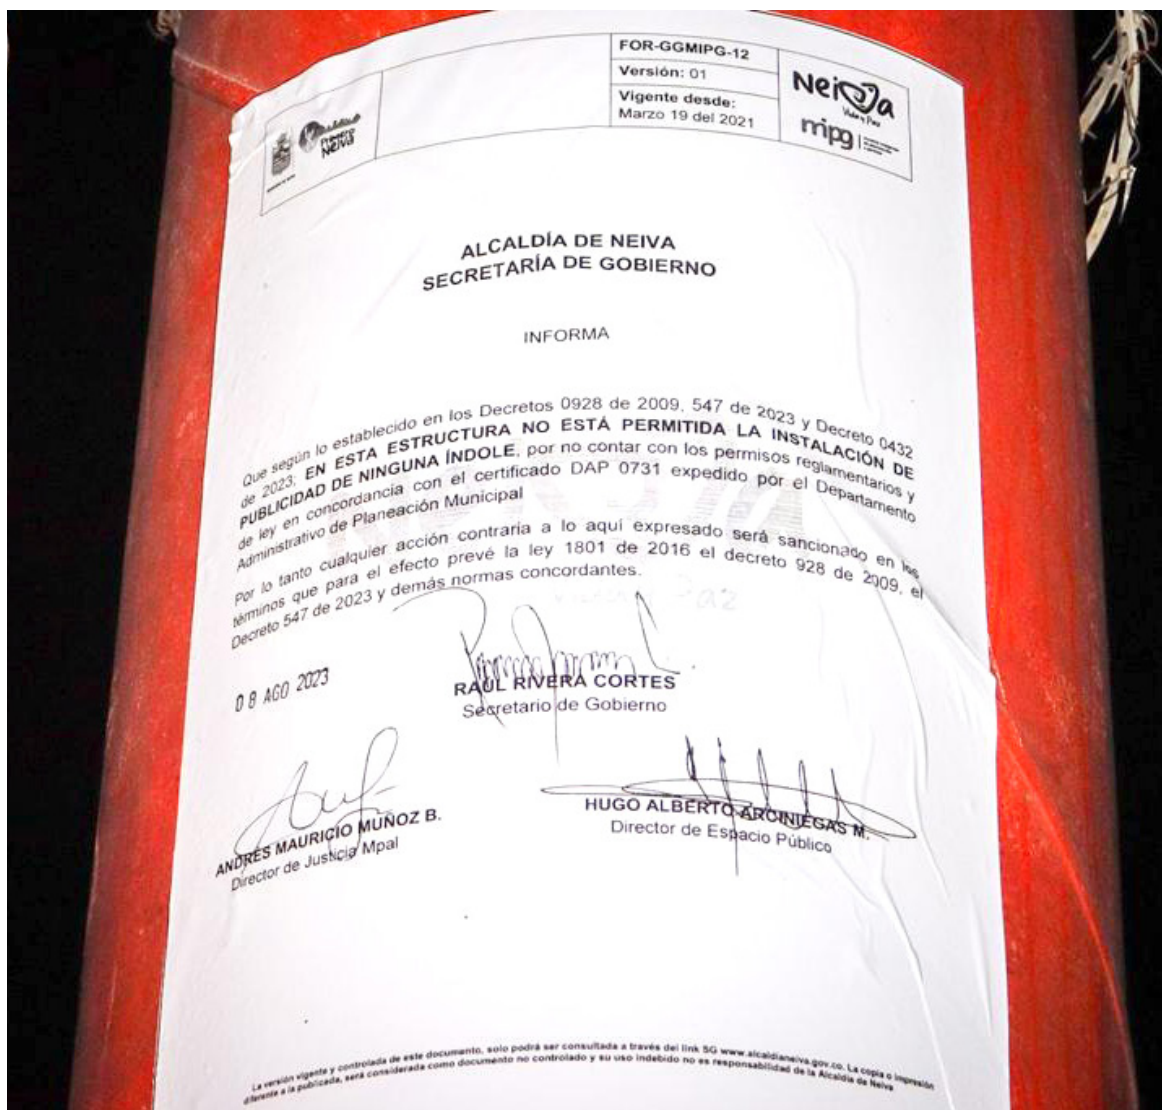 FOR-GGMIPG-12
Versión: 01
Vigente desde:
Marzo 19 del 2021
Neiva
Vida y Paz
mipg
PRIMERO
NEIVA
ALCALDÍA DE NEIVA
SECRETARÍA DE GOBIERNO
INFORMA
Que según lo establecido en los Decretos 0928 de 2009, 547 de 2023 y Decreto 0432
de 2023; EN ESTA ESTRUCTURA NO ESTÁ PERMITIDA LA INSTALACIÓN DE
PUBLICIDAD DE NINGUNA ÍNDOLE, por no contar con los permisos reglamentarios y
de ley en concordancia con el certificado DAP 0731 expedido por el Departamento
Administrativo de Planeación Municipal
Por lo tanto cualquier acción contraria a lo aquí expresado será sancionado en los
términos que para el efecto prevé la ley 1801 de 2016 el decreto 928 de 2009, el
Decreto 547 de 2023 y demás normas concordantes.
08 AGO 2023
RAUL RIVERA CORTES
Secretario de Gobierno
ANDRES MAURICIO MUÑOZ B.
Director de Justicia Mpal
HUGO ALBERTO ARCINIEGAS M.
Director de Espacio Público
La versión vigente y controlada de este documento, solo podrá ser consultada a través del link SG www.alcaldianeiva.gov.co. La copia o impresión
diferente a la publicada, será considerada como documento no controlado y su uso indebido no es responsabilidad de la Alcaldía de Neiva